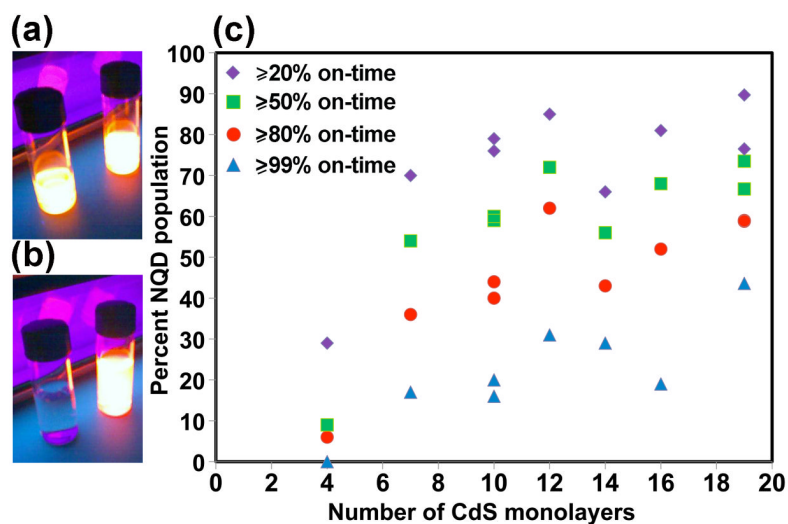 (a)
(b)
(c)
100
90
80
70
60
50
40
30
20
10
0
Percent NQD population
⩾20% on-time
⩾50% on-time
⩾80% on-time
⩾99% on-time
0 2 4 6 8 10 12 14 16 18 20
Number of CdS monolayers